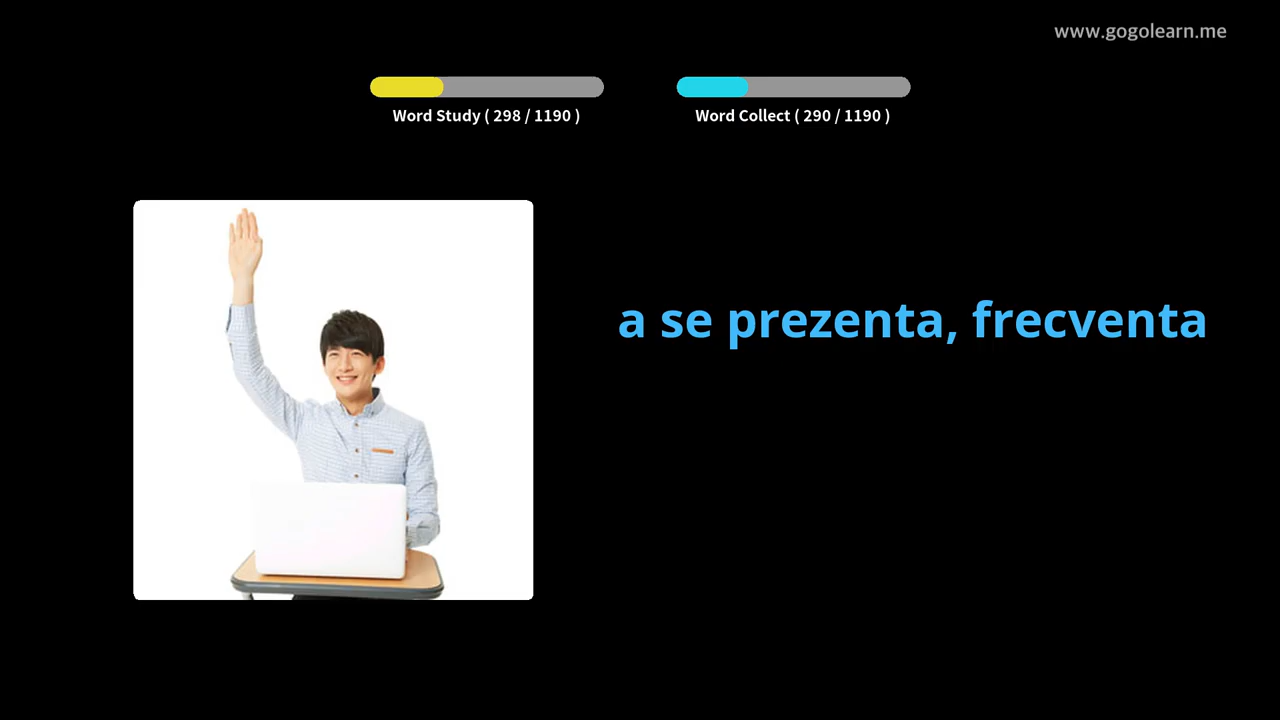 www.gogolearn.me
Word Study ( 298 / 1190 )
Word Collect ( 290 / 1190 )
a se prezenta, frecventa